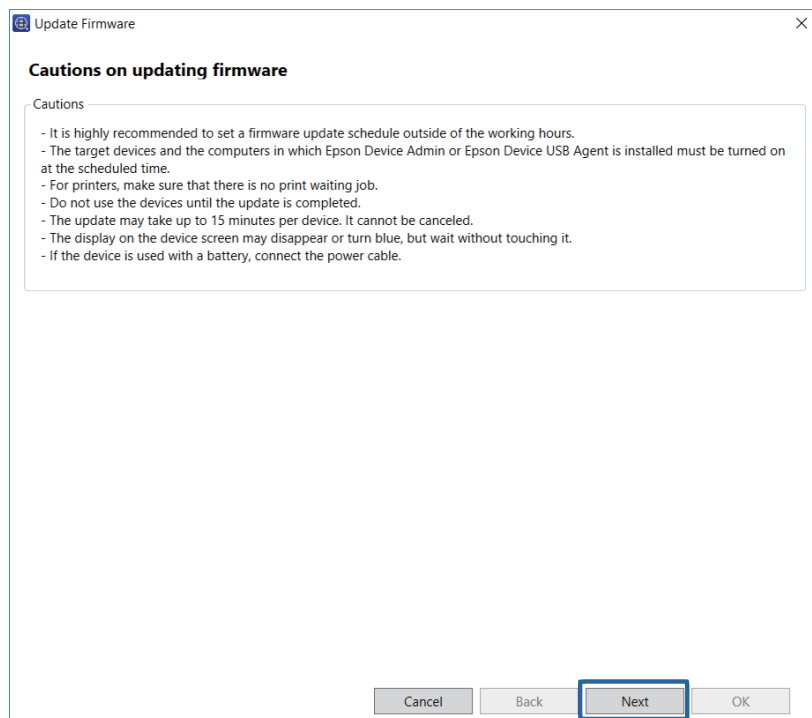 Update Firmware
Cautions on updating firmware
Cautions
- It is highly recommended to set a firmware update schedule outside of the working hours.
- The target devices and the computers in which Epson Device Admin or Epson Device USB Agent is installed must be turned on
at the scheduled time.
- For printers, make sure that there is no print waiting job.
- Do not use the devices until the update is completed.
- The update may take up to 15 minutes per device. It cannot be canceled.
- The display on the device screen may disappear or turn blue, but wait without touching it.
- If the device is used with a battery, connect the power cable.
Cancel Back Next OK